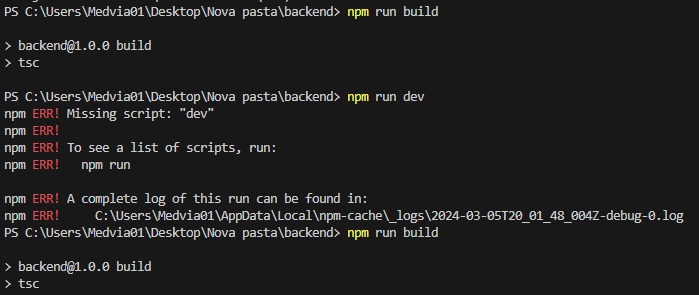 PS C:\Users\Medvia01\Desktop\Nova pasta\backend> npm run build
> backend@1.0.0 build
> tsc
PS C:\Users\Medvia01\Desktop\Nova pasta\backend> npm run dev
npm ERR! Missing script: "dev"
npm ERR!
npm ERR! To see a list of scripts, run:
npm ERR!   npm run
npm ERR! A complete log of this run can be found in:
npm ERR!     C:\Users\Medvia01\AppData\Local\npm-cache\_logs\2024-03-05T20_01_48_004Z-debug-0.log
PS C:\Users\Medvia01\Desktop\Nova pasta\backend> npm run build
> backend@1.0.0 build
> tsc